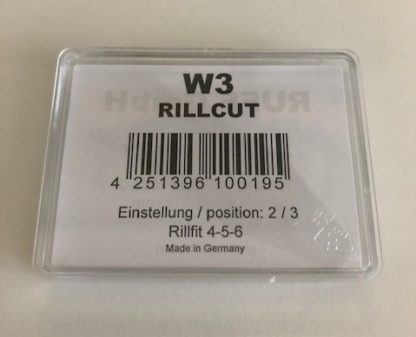 W3
RILLCUT
4 251396 100195
Einstellung / position: 2 / 3
Rillfit 4-5-6
Made in Germany